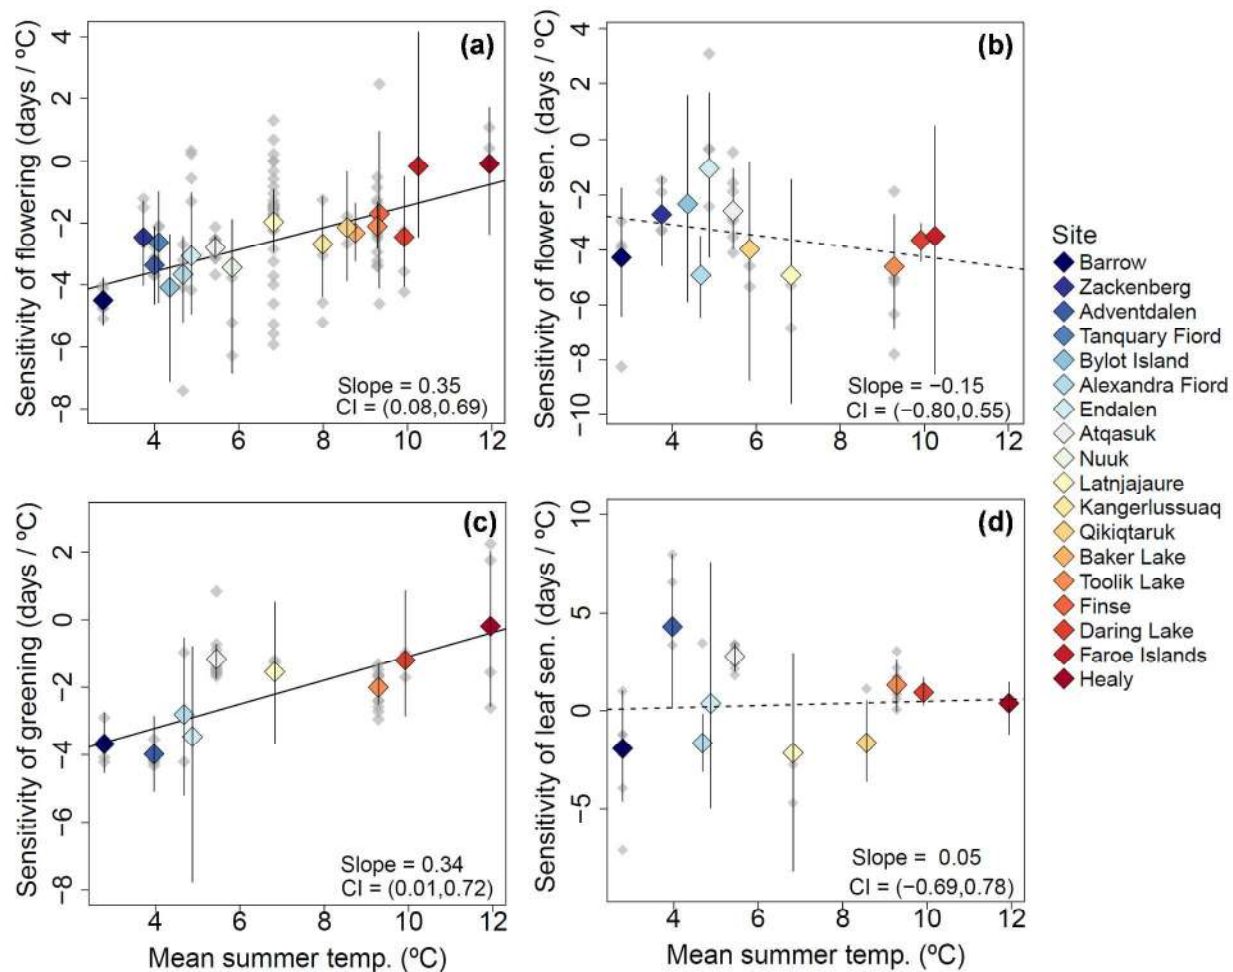 (a)
Sensitivity of flowering (days / ºC)
4
2
0
−2
−4
−6
−8
4 6 8 10 12
Slope = 0.35
CI = (0.08,0.69)
(b)
Sensitivity of flower sen. (days / ºC)
4
2
0
−2
−4
−6
−8
−10
4 6 8 10 12
Slope = −0.15
CI = (−0.80,0.55)
(c)
Sensitivity of greening (days / ºC)
2
0
−2
−4
−6
−8
4 6 8 10 12
Slope = 0.34
CI = (0.01,0.72)
Mean summer temp. (ºC)
(d)
Sensitivity of leaf sen. (days / ºC)
10
5
0
−5
4 6 8 10 12
Slope = 0.05
CI = (−0.69,0.78)
Mean summer temp. (ºC)
Site
Barrow
Zackenberg
Adventdalen
Tanquary Fiord
Bylot Island
Alexandra Fiord
Endalen
Atqasuk
Nuuk
Latnjajaure
Kangerlussuaq
Qikiqtaruk
Baker Lake
Toolik Lake
Finse
Daring Lake
Faroe Islands
Healy